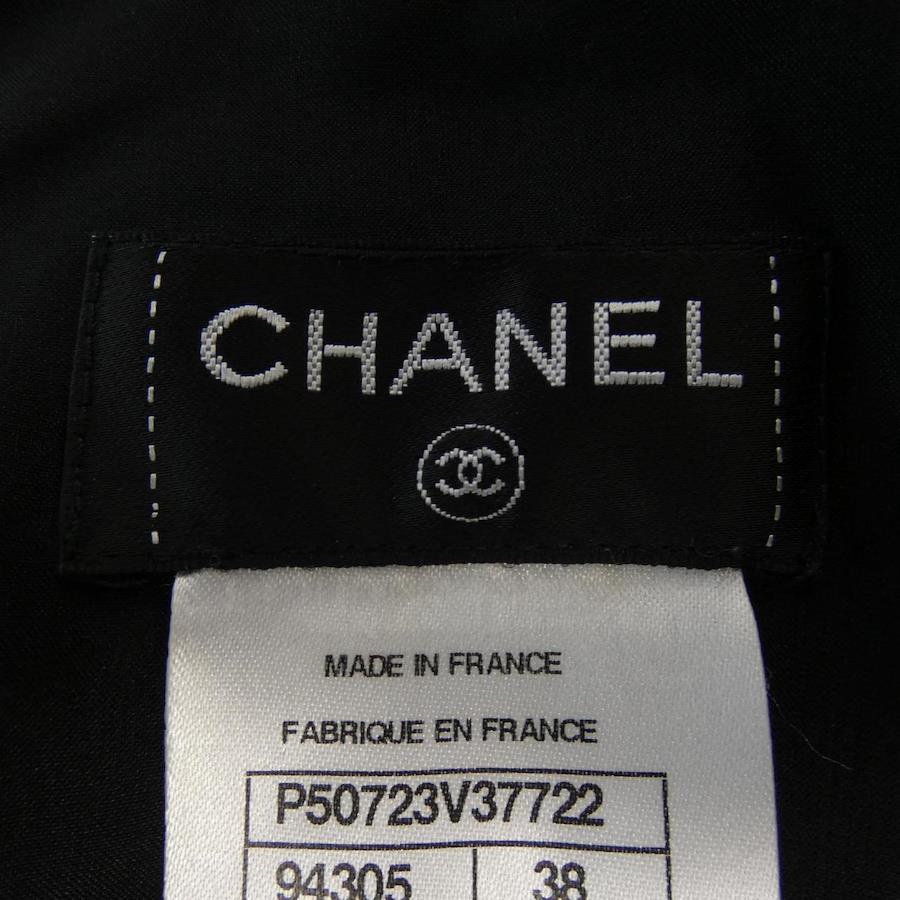 CHANEL
MADE IN FRANCE
FABRIQUE EN FRANCE
P50723V37722
94305 38